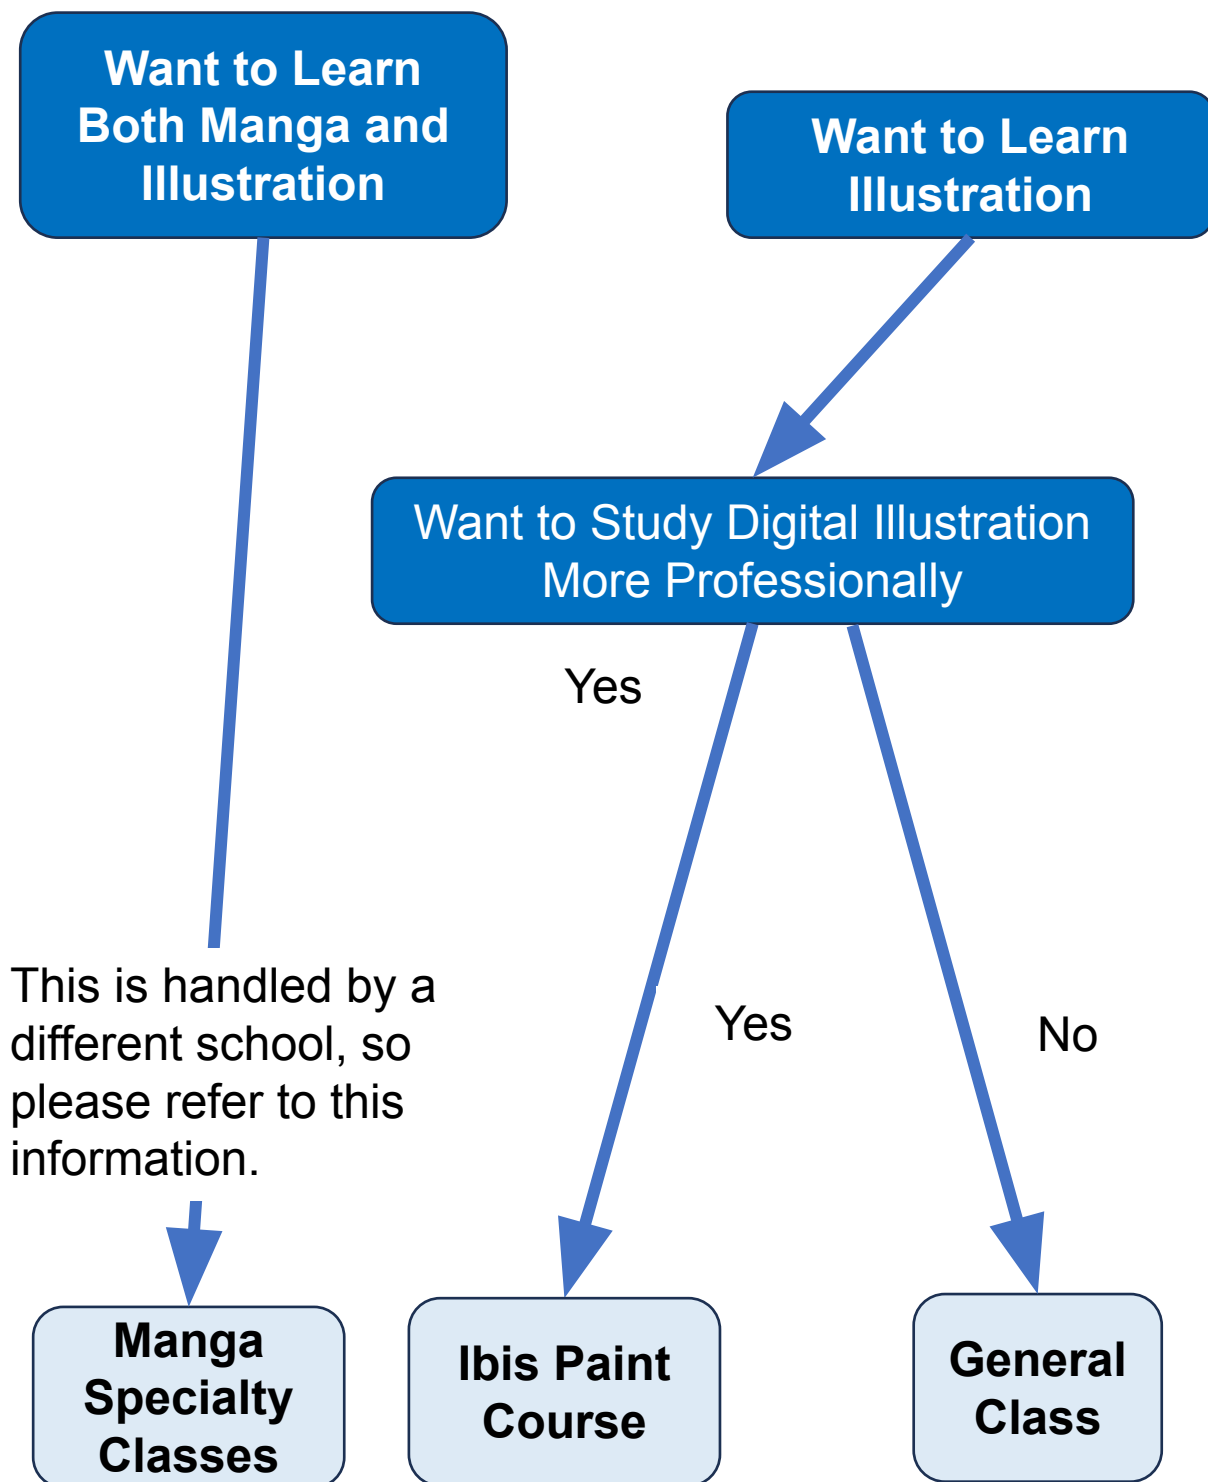 Want to Learn
Both Manga and
Illustration
Want to Learn
Illustration
Want to Study Digital Illustration
More Professionally
Yes
This is handled by a
different school, so
please refer to this
information.
Yes
No
Manga
Specialty
Classes
Ibis Paint
Course
General
Class